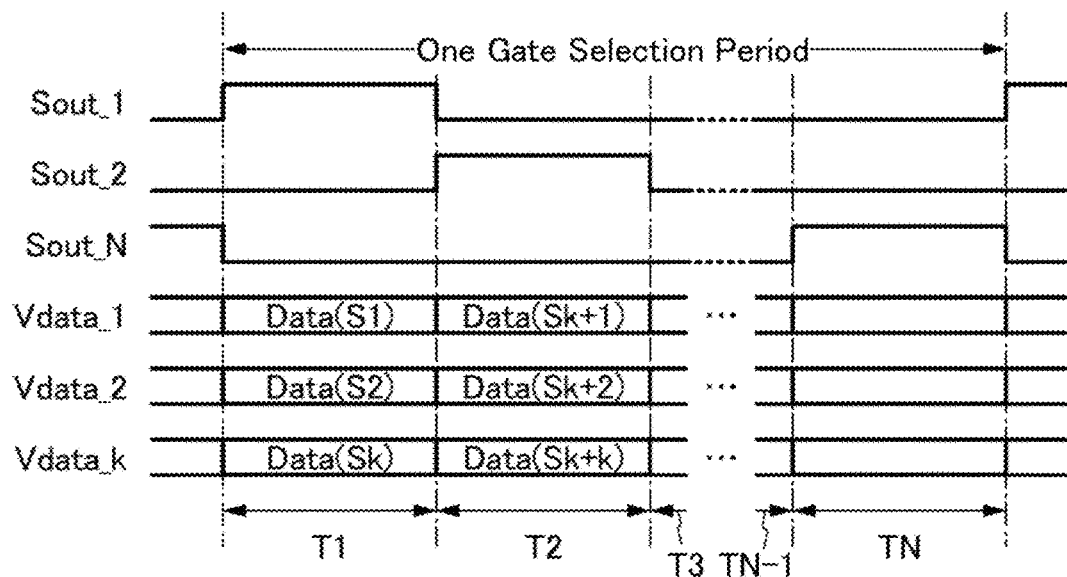 One Gate Selection Period
Sout_1
Sout_2
Sout_N
Vdata_1 Data(S1) Data(Sk+1) ...
Vdata_2 Data(S2) Data(Sk+2) ...
Vdata_k Data(Sk) Data(Sk+k) ...
T1 T2 T3 TN-1 TN